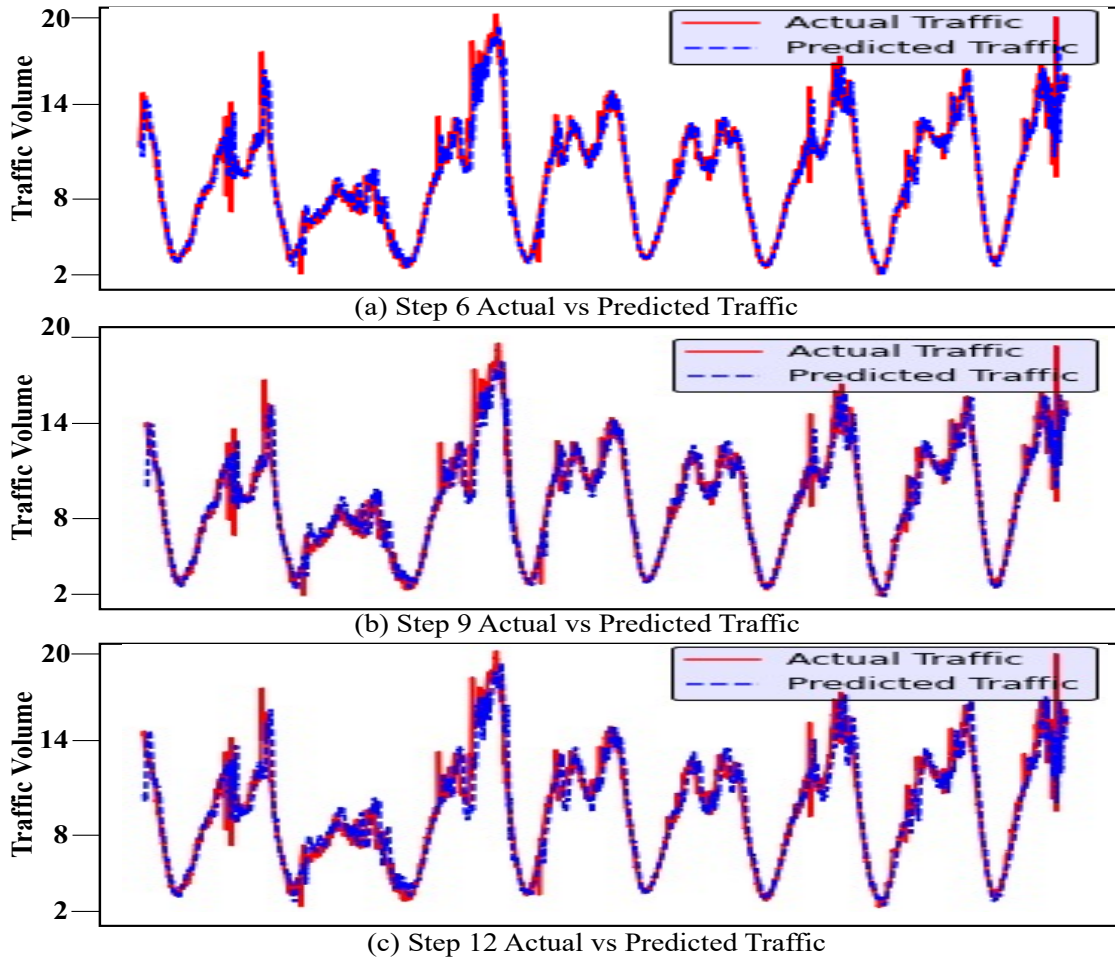 20
14
8
2
Traffic Volume
Actual Traffic
Predicted Traffic
(a) Step 6 Actual vs Predicted Traffic
20
14
8
2
Traffic Volume
Actual Traffic
Predicted Traffic
(b) Step 9 Actual vs Predicted Traffic
20
14
8
2
Traffic Volume
Actual Traffic
Predicted Traffic
(c) Step 12 Actual vs Predicted Traffic